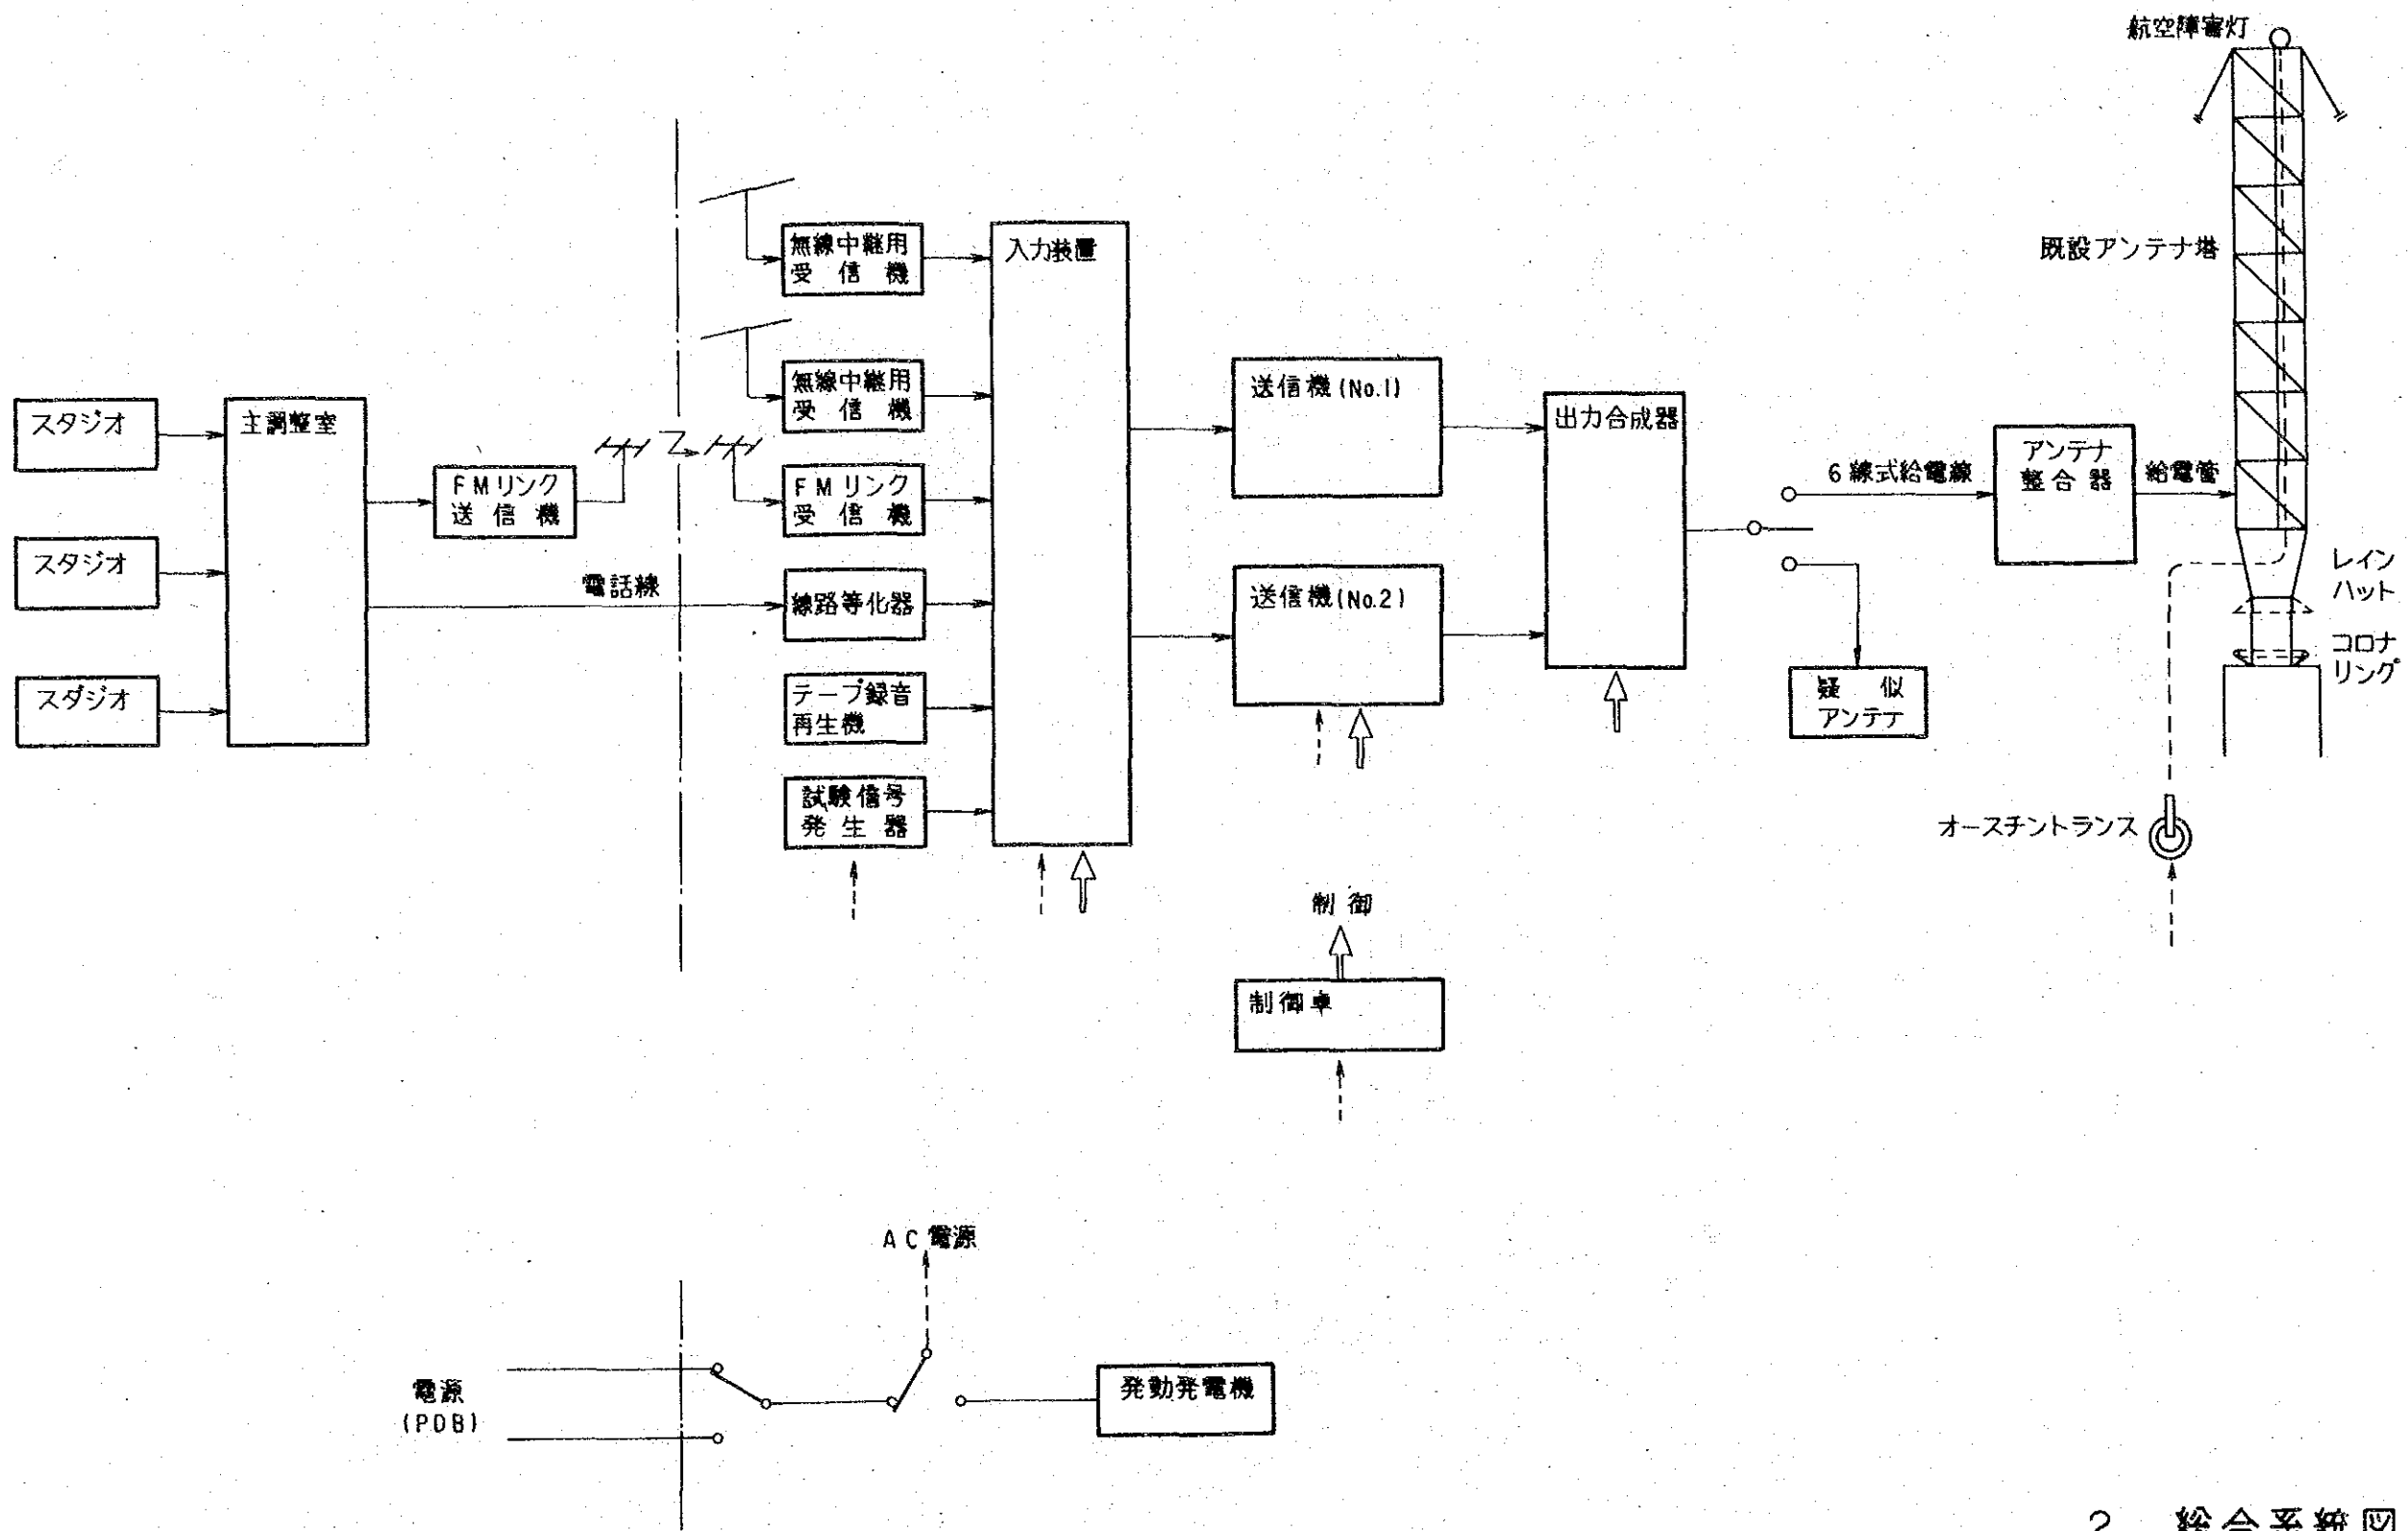 航空障害灯
既設アンテナ塔
無線中継用
受信機
入力装置
無線中継用
受信機
送信機(No.1)
スタジオ
主調整室
出力合成器
FMリンク
送信機
FMリンク
受信機
6線式給電線
アンテナ
整合器
給電管
スタジオ
電話線
線路等化器
送信機(No.2)
レイン
ハット
コロナ
リング
スタジオ
テープ録音
再生機
疑似
アンテナ
試験信号
発生器
オースチントランス
制御
制御卓
AC電源
電源
(PDB)
発動発電機
2 総合系統図